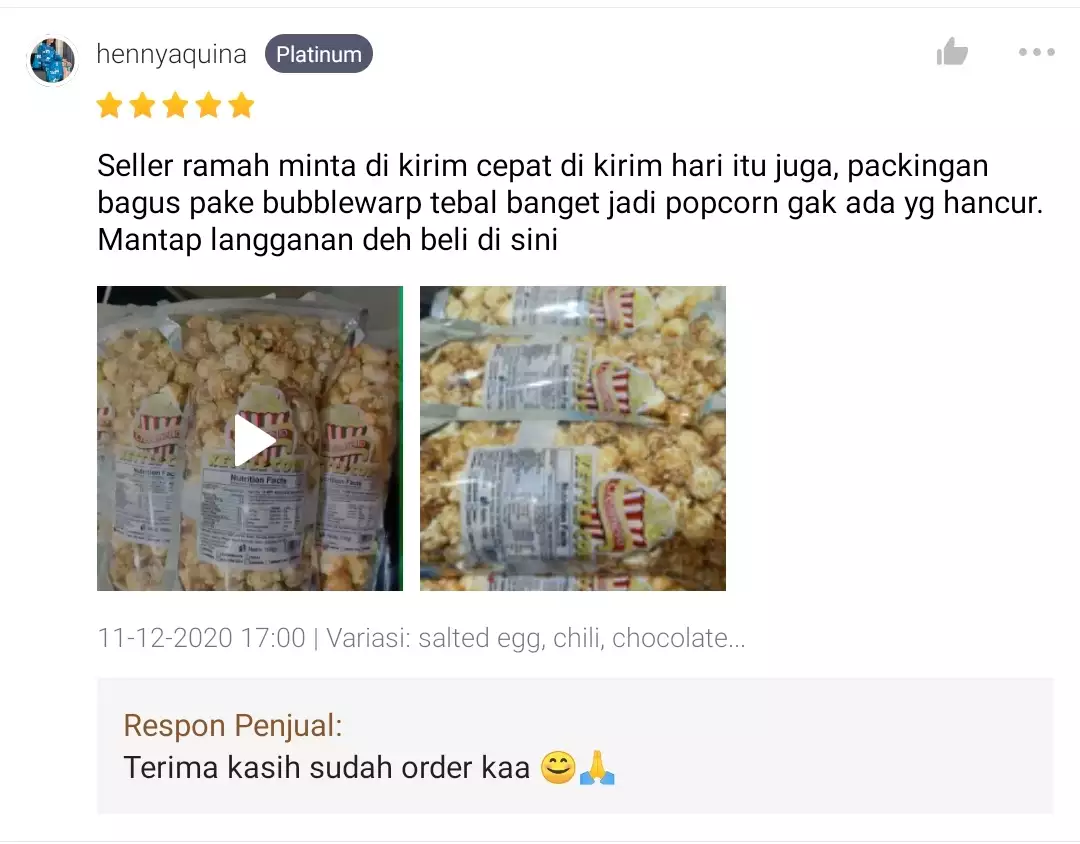 hennyaquina Platinum
Seller ramah minta di kirim cepat di kirim hari itu juga, packingan
bagus pake bubblewarp tebal banget jadi popcorn gak ada yg hancur.
Mantap langganan deh beli di sini
Nutrition Facts
11-12-2020 17:00 | Variasi: salted egg, chili, chocolate...
Respon Penjual:
Terima kasih sudah order kaa 😊🙏